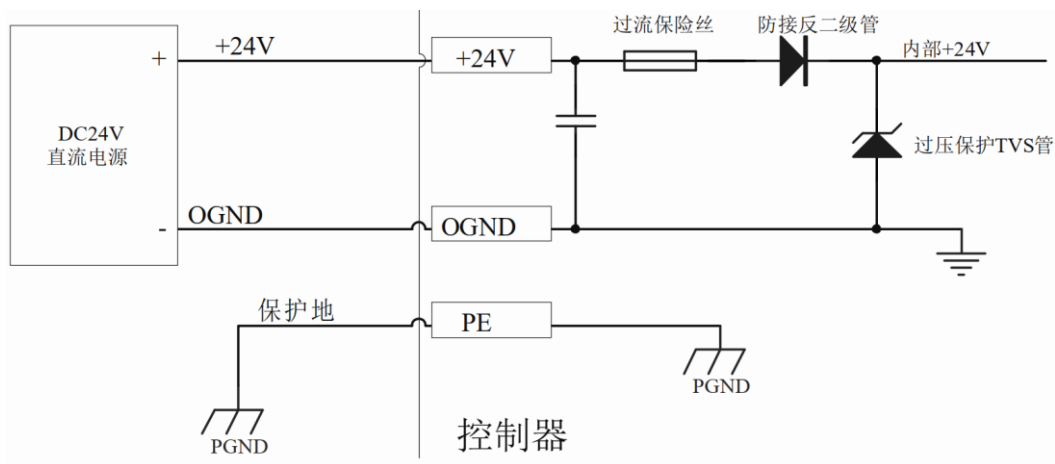 过流保险丝
防接反二级管
+
+24V
+24V
内部+24V
DC24V
直流电源
过压保护TVS管
-
OGND
OGND
保护地
PE
PGND
PGND
控制器